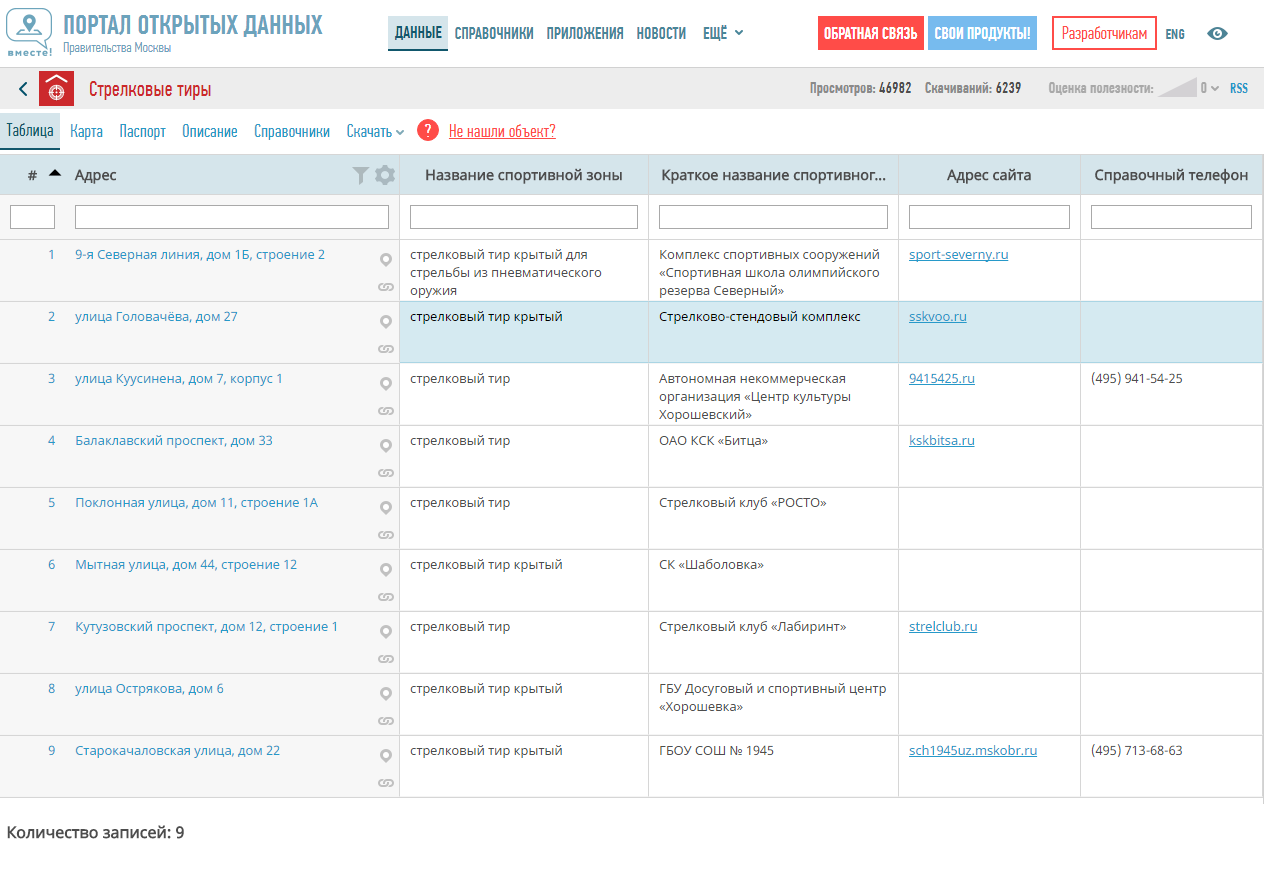 вместе!
ПОРТАЛ ОТКРЫТЫХ ДАННЫХ
Правительства Москвы
ДАННЫЕ СПРАВОЧНИКИ ПРИЛОЖЕНИЯ НОВОСТИ ЕЩЁ
ОБРАТНАЯ СВЯЗЬ СВОИ ПРОДУКТЫ! Разработчикам ENG
Стрелковые тиры
Просмотров: 46982 Скачиваний: 6239 Оценка полезности: 0 RSS
Таблица Карта Паспорт Описание Справочники Скачать ? Не нашли объект?
# Адрес Название спортивной зоны Краткое название спортивног... Адрес сайта Справочный телефон
1 9-я Северная линия, дом 1Б, строение 2 стрелковый тир крытый для Комплекс спортивных сооружений sport-severny.ru
стрельбы из пневматического «Спортивная школа олимпийского
оружия резерва Северный»
2 улица Головачёва, дом 27 стрелковый тир крытый Стрелково-стендовый комплекс sskvoo.ru
3 улица Куусинена, дом 7, корпус 1 стрелковый тир Автономная некоммерческая 9415425.ru (495) 941-54-25
организация «Центр культуры
Хорошевский»
4 Балаклавский проспект, дом 33 стрелковый тир ОАО КСК «Битца» kskbitsa.ru
5 Поклонная улица, дом 11, строение 1А стрелковый тир Стрелковый клуб «РОСТО»
6 Мытная улица, дом 44, строение 12 стрелковый тир крытый СК «Шаболовка»
7 Кутузовский проспект, дом 12, строение 1 стрелковый тир Стрелковый клуб «Лабиринт» strelclub.ru
8 улица Острякова, дом 6 стрелковый тир крытый ГБУ Досуговый и спортивный центр
«Хорошевка»
9 Старокачаловская улица, дом 22 стрелковый тир крытый ГБОУ СОШ № 1945 sch1945uz.mskobr.ru (495) 713-68-63
Количество записей: 9